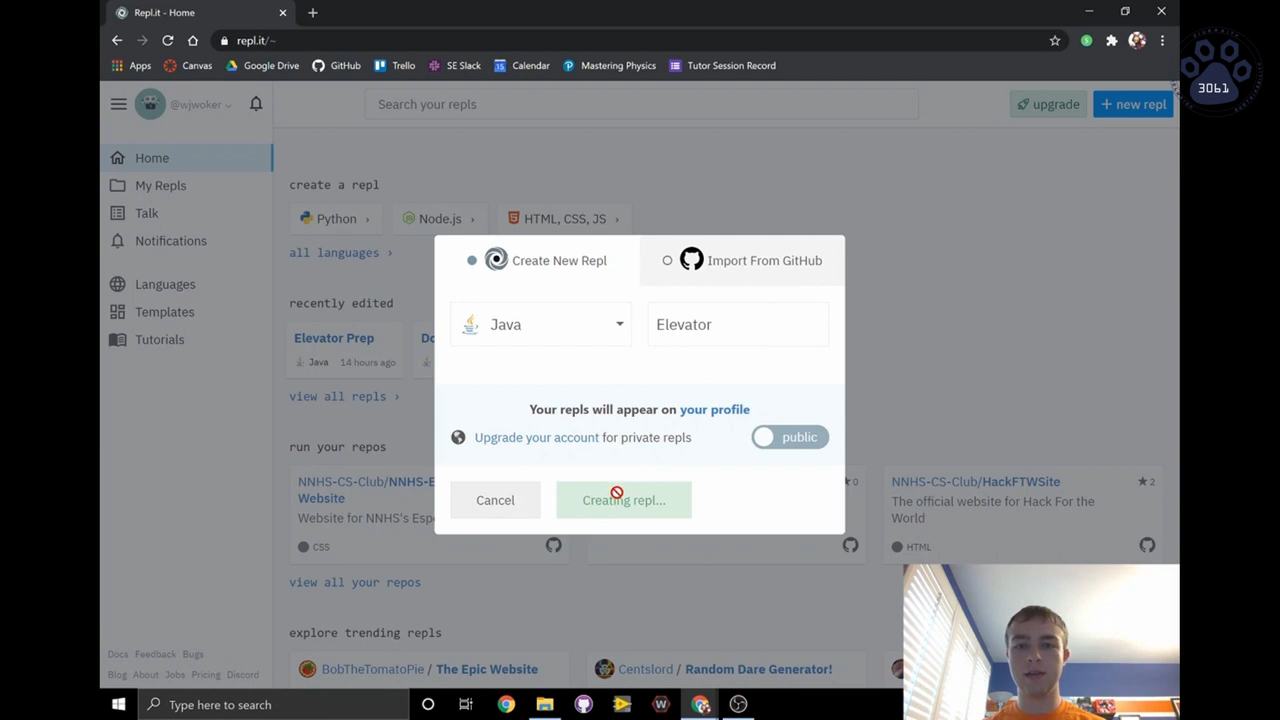 Repl.it - Home
repl.it/~
Apps Canvas Google Drive GitHub Trello SE Slack Calendar Mastering Physics Tutor Session Record
3061
@wjwoker
Search your repls
upgrade
+ new repl
Home
My Repls
Talk
Notifications
Languages
Templates
Tutorials
create a repl
Python › Node.js › HTML, CSS, JS ›
all languages ›
recently edited
Elevator Prep
Java 14 hours ago
view all repls ›
run your repos
NNHS-CS-Club/NNHS-E
Website
Website for NNHS's Esp
CSS
0
NNHS-CS-Club/HackFTWSite
2
The official website for Hack For the
World
HTML
view all your repos
explore trending repls
BobTheTomatoPie / The Epic Website
Centslord / Random Dare Generator!
Create New Repl
Import From GitHub
Java
Elevator
Your repls will appear on your profile
Upgrade your account for private repls
public
Cancel
Creating repl...
Docs Feedback Bugs
Blog About Jobs Pricing Discord
Type here to search